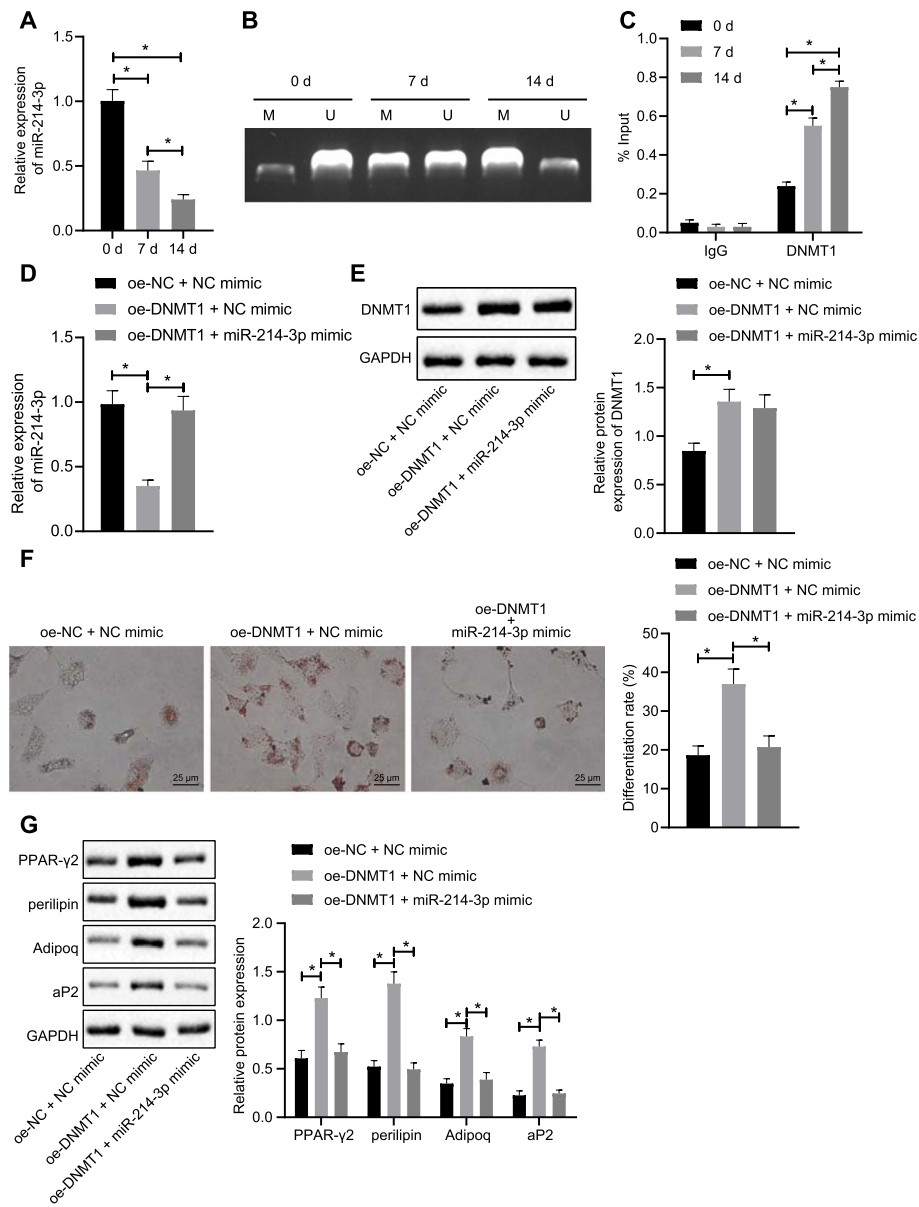 A
Relative expression
of miR-214-3p
1.5
1.0
0.5
0.0
*
*
*
0 d 7 d 14 d
B
0 d 7 d 14 d
M U M U M U
C
0 d
7 d
14 d
% Input
1.0
0.8
0.6
0.4
0.2
0.0
*
*
*
IgG DNMT1
D
oe-NC + NC mimic
oe-DNMT1 + NC mimic
oe-DNMT1 + miR-214-3p mimic
Relative expression
of miR-214-3p
1.5
1.0
0.5
0.0
*
*
E
DNMT1
GAPDH
oe-NC + NC mimic
oe-DNMT1 + NC mimic
oe-DNMT1 + miR-214-3p mimic
oe-NC + NC mimic
oe-DNMT1 + NC mimic
oe-DNMT1 + miR-214-3p mimic
Relative protein
expression of DNMT1
2.0
1.5
1.0
0.5
0.0
*
F
oe-NC + NC mimic
25 μm
oe-DNMT1 + NC mimic
25 μm
oe-DNMT1
+
miR-214-3p mimic
25 μm
oe-NC + NC mimic
oe-DNMT1 + NC mimic
oe-DNMT1 + miR-214-3p mimic
Differentiation rate (%)
50
40
30
20
10
0
*
*
G
PPAR-γ2
perilipin
Adipoq
aP2
GAPDH
oe-NC + NC mimic
oe-DNMT1 + NC mimic
oe-DNMT1 + miR-214-3p mimic
oe-NC + NC mimic
oe-DNMT1 + NC mimic
oe-DNMT1 + miR-214-3p mimic
Relative protein expression
2.0
1.5
1.0
0.5
0.0
* *
* *
* *
* *
PPAR-γ2 perilipin Adipoq aP2